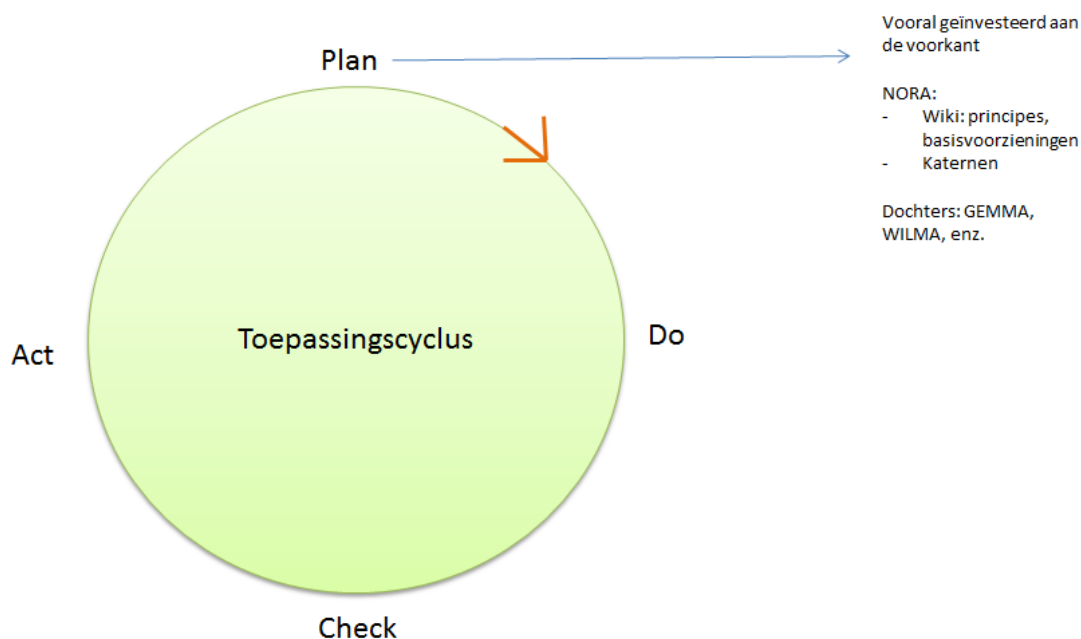 Plan
Vooral geïnvesteerd aan
de voorkant
NORA:
- Wiki: principes,
basisvoorzieningen
- Katernen
Dochters: GEMMA,
WILMA, enz.
Toepassingscyclus
Do
Act
Check